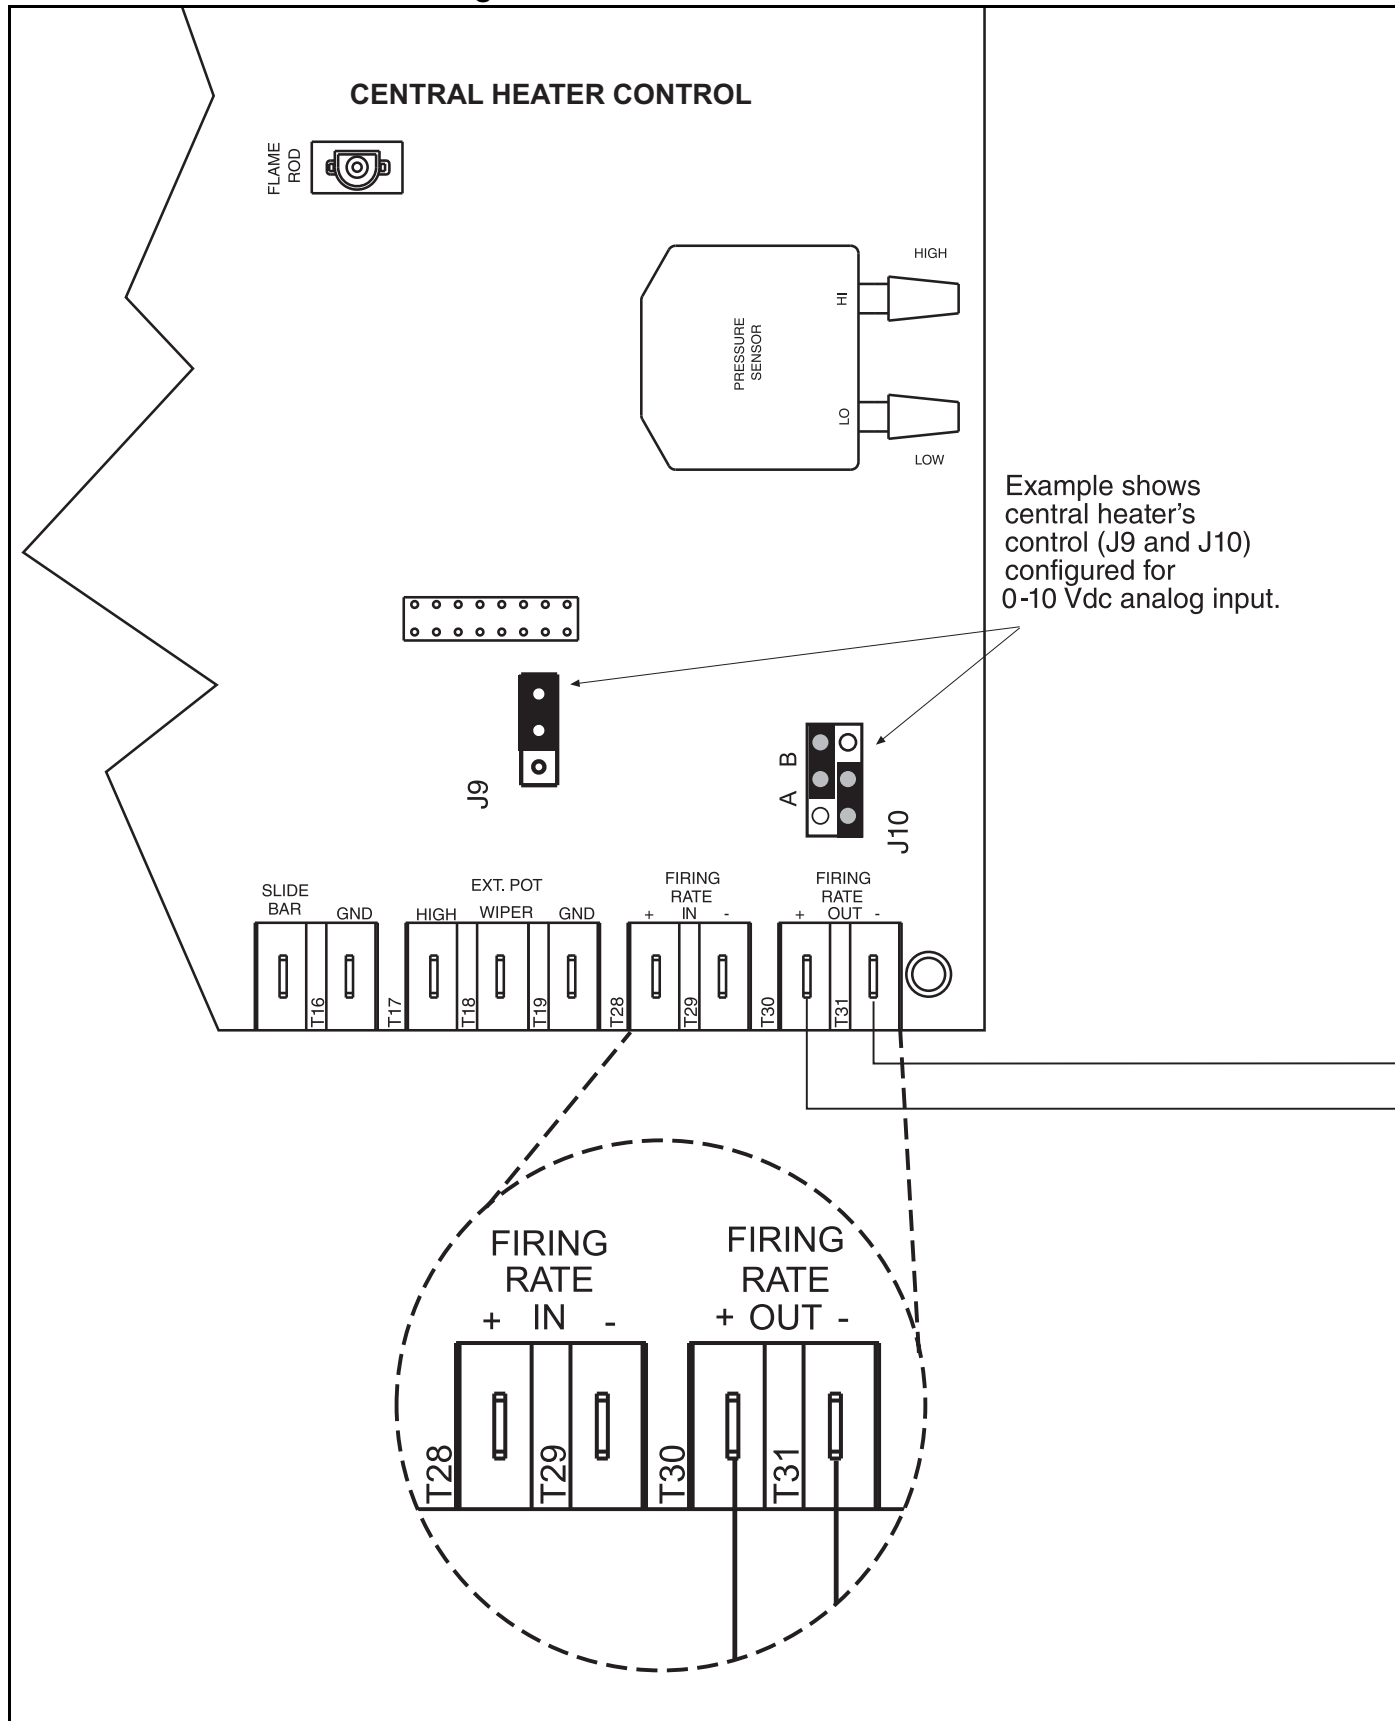 CENTRAL HEATER CONTROL
FLAME
ROD
HIGH
HI
PRESSURE
SENSOR
LO
LOW
Example shows
central heater's
control (J9 and J10)
configured for
0-10 Vdc analog input.
J9
A B
J10
SLIDE
BAR
GND
EXT. POT
HIGH
WIPER
GND
FIRING
RATE
+ IN -
FIRING
RATE
+ OUT -
T16
T17
T18
T19
T28
T29
T30
T31
FIRING
RATE
+ IN -
FIRING
RATE
+ OUT -
T28
T29
T30
T31